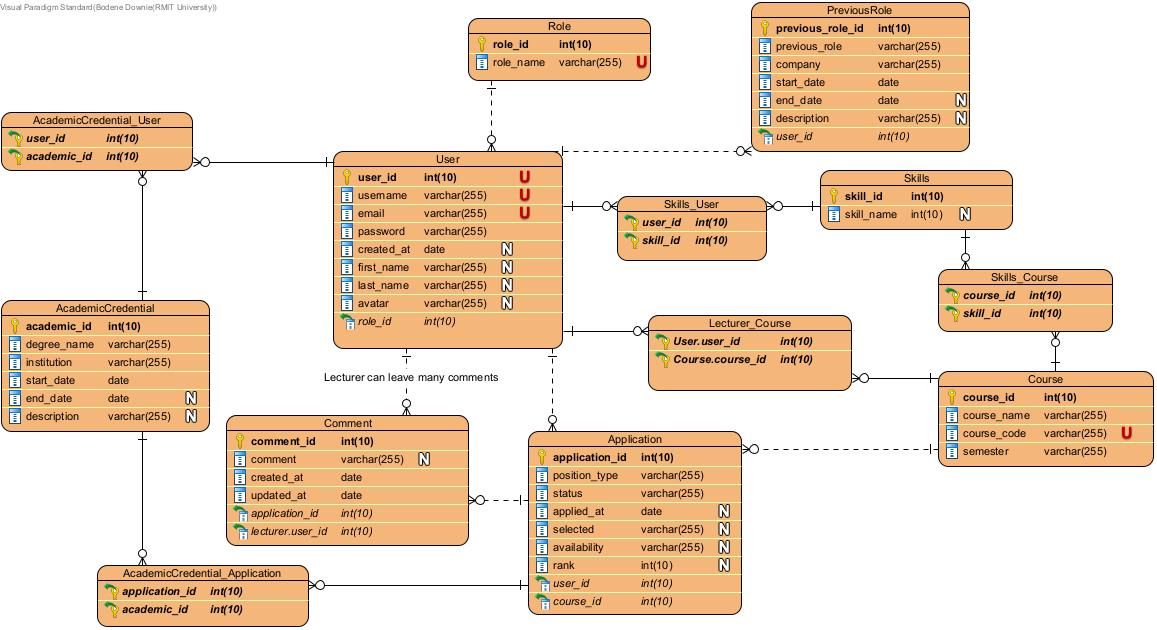 Visual Paradigm Standard(Bodene Downie(RMIT University))
Role
role_id int(10)
role_name varchar(255) U
PreviousRole
previous_role_id int(10)
previous_role varchar(255)
company varchar(255)
start_date date
end_date date N
description varchar(255) N
user_id int(10)
AcademicCredential_User
user_id int(10)
academic_id int(10)
User
user_id int(10) U
username varchar(255) U
email varchar(255) U
password varchar(255)
created_at date N
first_name varchar(255) N
last_name varchar(255) N
avatar varchar(255) N
role_id int(10)
Skills_User
user_id int(10)
skill_id int(10)
Skills
skill_id int(10)
skill_name int(10) N
Skills_Course
course_id int(10)
skill_id int(10)
AcademicCredential
academic_id int(10)
degree_name varchar(255)
institution varchar(255)
start_date date
end_date date N
description varchar(255) N
Lecturer_Course
User.user_id int(10)
Course.course_id int(10)
Course
course_id int(10)
course_name varchar(255)
course_code varchar(255) U
semester varchar(255)
Lecturer can leave many comments
Comment
comment_id int(10)
comment varchar(255) N
created_at date
updated_at date
application_id int(10)
lecturer.user_id int(10)
Application
application_id int(10)
position_type varchar(255)
status varchar(255)
applied_at date N
selected varchar(255) N
availability varchar(255) N
rank int(10) N
user_id int(10)
course_id int(10)
AcademicCredential_Application
application_id int(10)
academic_id int(10)